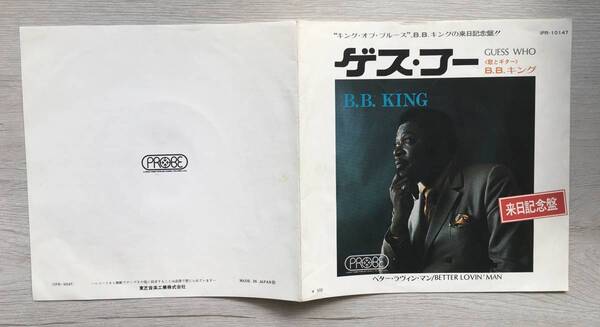 "キング・オブ・ブルース"、B.B.キングの来日記念盤!!
IPR-10147
ゲス・フー
GUESS WHO
〈歌とギター〉
B.B.キング
B.B. KING
来日記念盤
PROBE
ベター・ラヴィン・マン/BETTER LOVIN' MAN
PROBE
MADE IN JAPAN
東芝音楽工業株式会社